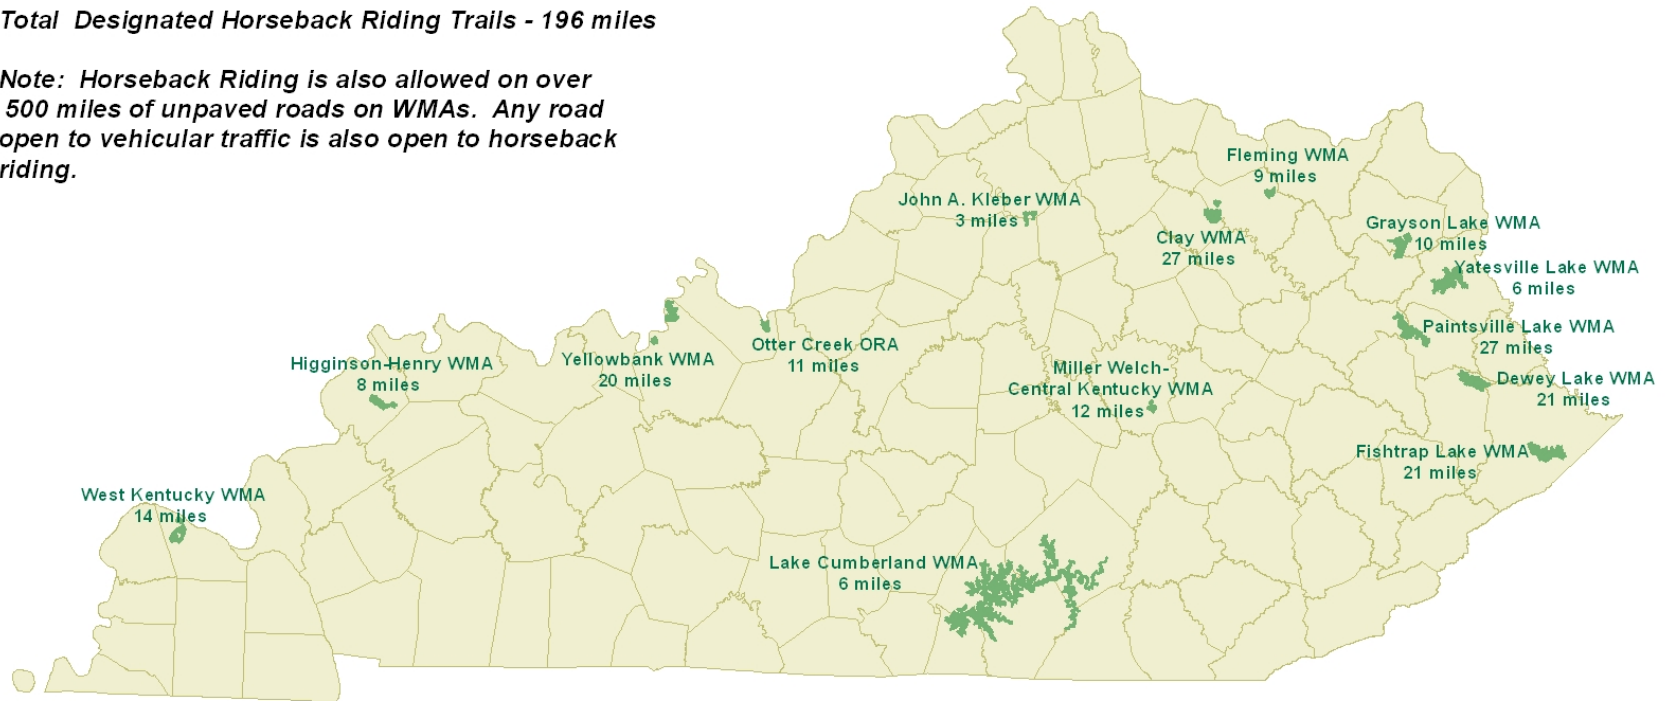 Total Designated Horseback Riding Trails - 196 miles
Note: Horseback Riding is also allowed on over
500 miles of unpaved roads on WMAs. Any road
open to vehicular traffic is also open to horseback
riding.
Fleming WMA
9 miles
John A. Kleber WMA
3 miles
Clay WMA
27 miles
Grayson Lake WMA
10 miles
Yatesville Lake WMA
6 miles
Paintsville Lake WMA
27 miles
Otter Creek ORA
11 miles
Yellowbank WMA
20 miles
Higginson-Henry WMA
8 miles
Miller Welch-
Central Kentucky WMA
12 miles
Dewey Lake WMA
21 miles
Fishtrap Lake WMA
21 miles
West Kentucky WMA
14 miles
Lake Cumberland WMA
6 miles